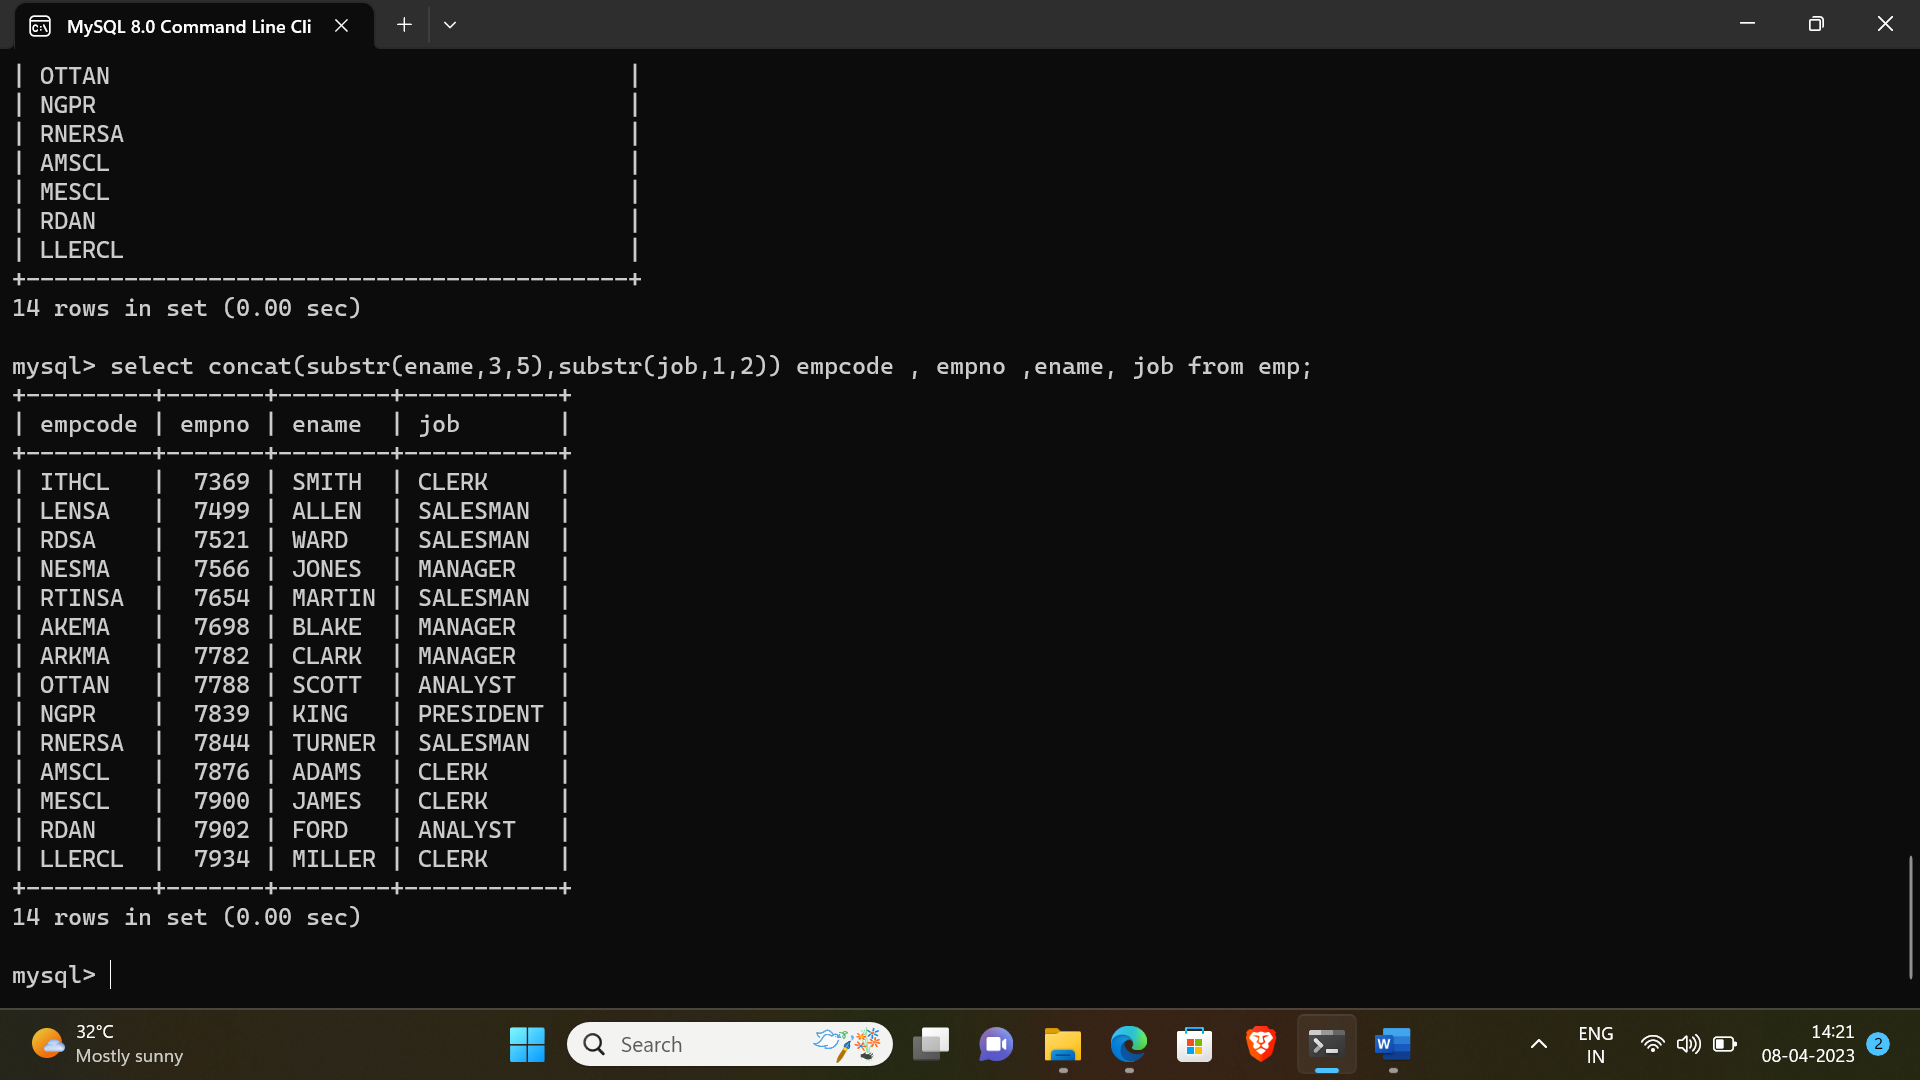 MySQL 8.0 Command Line Cli
| OTTAN                                     |
| NGPR                                      |
| RNERSA                                    |
| AMSCL                                     |
| MESCL                                     |
| RDAN                                      |
| LLERCL                                    |
+-------------------------------------------+
14 rows in set (0.00 sec)
mysql> select concat(substr(ename,3,5),substr(job,1,2)) empcode , empno ,ename, job from emp;
+---------+-------+--------+-----------+
| empcode | empno | ename  | job       |
+---------+-------+--------+-----------+
| ITHCL   |  7369 | SMITH  | CLERK     |
| LENSA   |  7499 | ALLEN  | SALESMAN  |
| RDSA    |  7521 | WARD   | SALESMAN  |
| NESMA   |  7566 | JONES  | MANAGER   |
| RTINSA  |  7654 | MARTIN | SALESMAN  |
| AKEMA   |  7698 | BLAKE  | MANAGER   |
| ARKMA   |  7782 | CLARK  | MANAGER   |
| OTTAN   |  7788 | SCOTT  | ANALYST   |
| NGPR    |  7839 | KING   | PRESIDENT |
| RNERSA  |  7844 | TURNER | SALESMAN  |
| AMSCL   |  7876 | ADAMS  | CLERK     |
| MESCL   |  7900 | JAMES  | CLERK     |
| RDAN    |  7902 | FORD   | ANALYST   |
| LLERCL  |  7934 | MILLER | CLERK     |
+---------+-------+--------+-----------+
14 rows in set (0.00 sec)
mysql>
32°C
Mostly sunny
Search
ENG
IN
14:21
08-04-2023
2